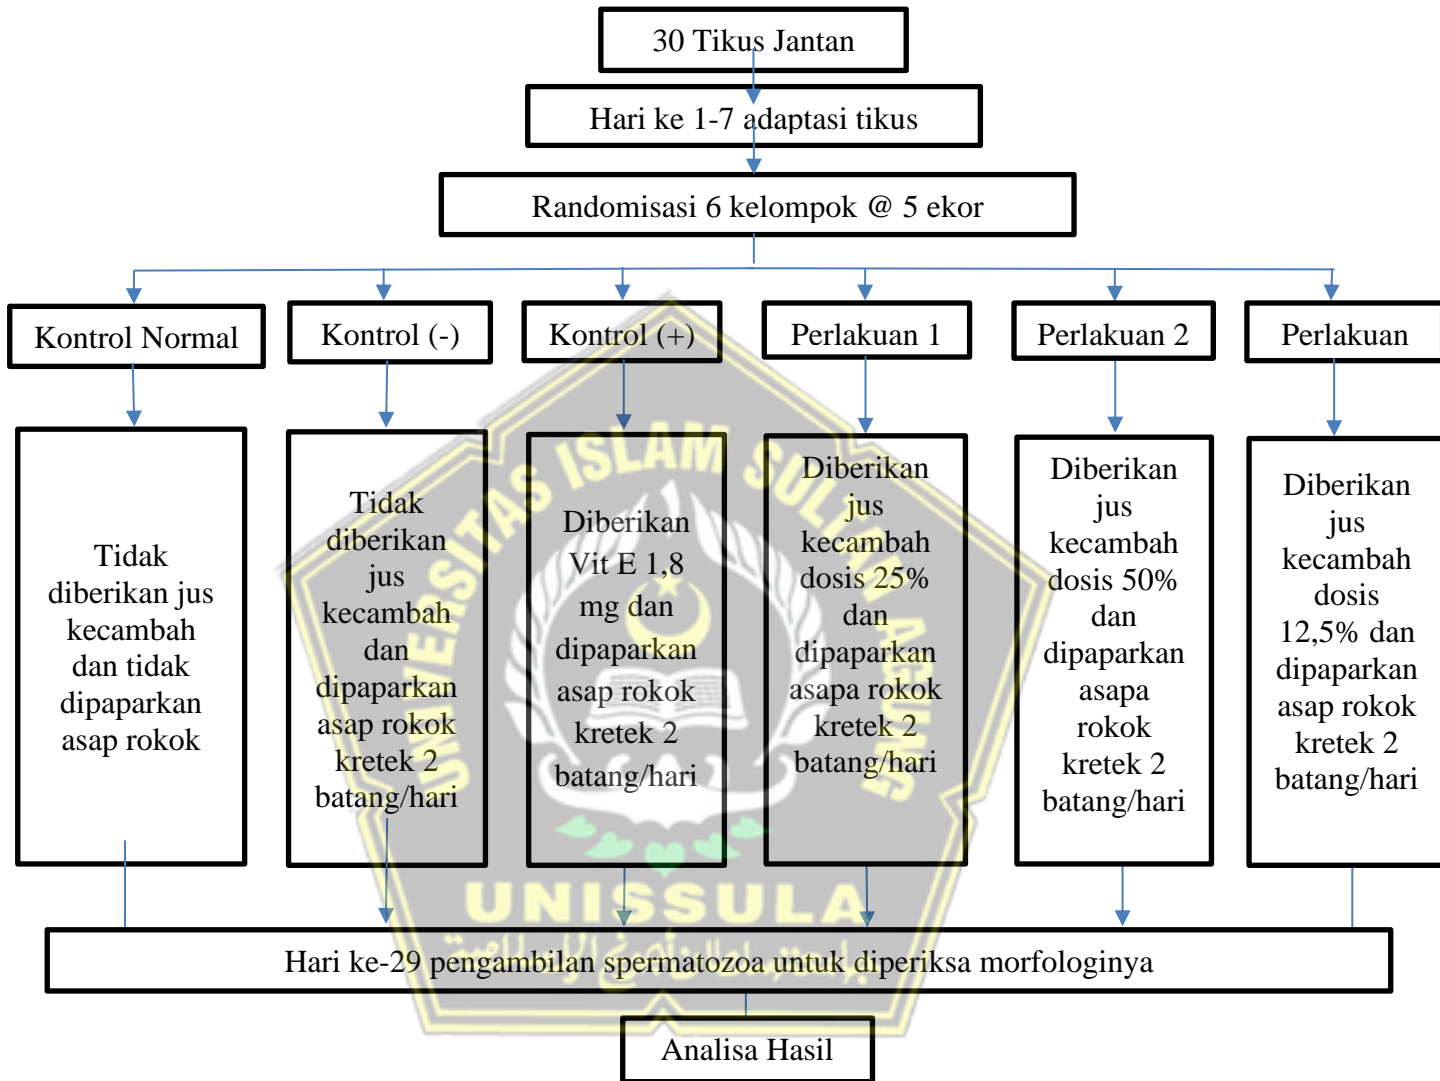 30 Tikus Jantan
Hari ke 1-7 adaptasi tikus
Randomisasi 6 kelompok @ 5 ekor
Kontrol Normal
Kontrol (-)
Kontrol (+)
Perlakuan 1
Perlakuan 2
Perlakuan
Tidak
diberikan jus
kecambah
dan tidak
dipaparkan
asap rokok
Tidak
diberikan
jus
kecambah
dan
dipaparkan
asap rokok
kretek 2
batang/hari
Diberikan
Vit E 1,8
mg dan
dipaparkan
asap rokok
kretek 2
batang/hari
Diberikan
jus
kecambah
dosis 25%
dan
dipaparkan
asapa rokok
kretek 2
batang/hari
Diberikan
jus
kecambah
dosis 50%
dan
dipaparkan
asapa
rokok
kretek 2
batang/hari
Diberikan
jus
kecambah
dosis
12,5% dan
dipaparkan
asap rokok
kretek 2
batang/hari
UNIVERSITAS ISLAM SULTAN AGUNG
UNISSULA
Hari ke-29 pengambilan spermatozoa untuk diperiksa morfologinya
Analisa Hasil